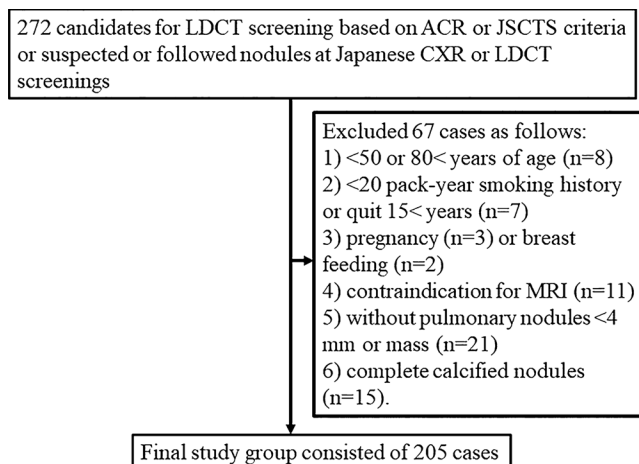 272 candidates for LDCT screening based on ACR or JSCTS criteria
or suspected or followed nodules at Japanese CXR or LDCT
screenings
Excluded 67 cases as follows:
1) <50 or 80< years of age (n=8)
2) <20 pack-year smoking history
or quit 15< years (n=7)
3) pregnancy (n=3) or breast
feeding (n=2)
4) contraindication for MRI (n=11)
5) without pulmonary nodules <4
mm or mass (n=21)
6) complete calcified nodules
(n=15).
Final study group consisted of 205 cases